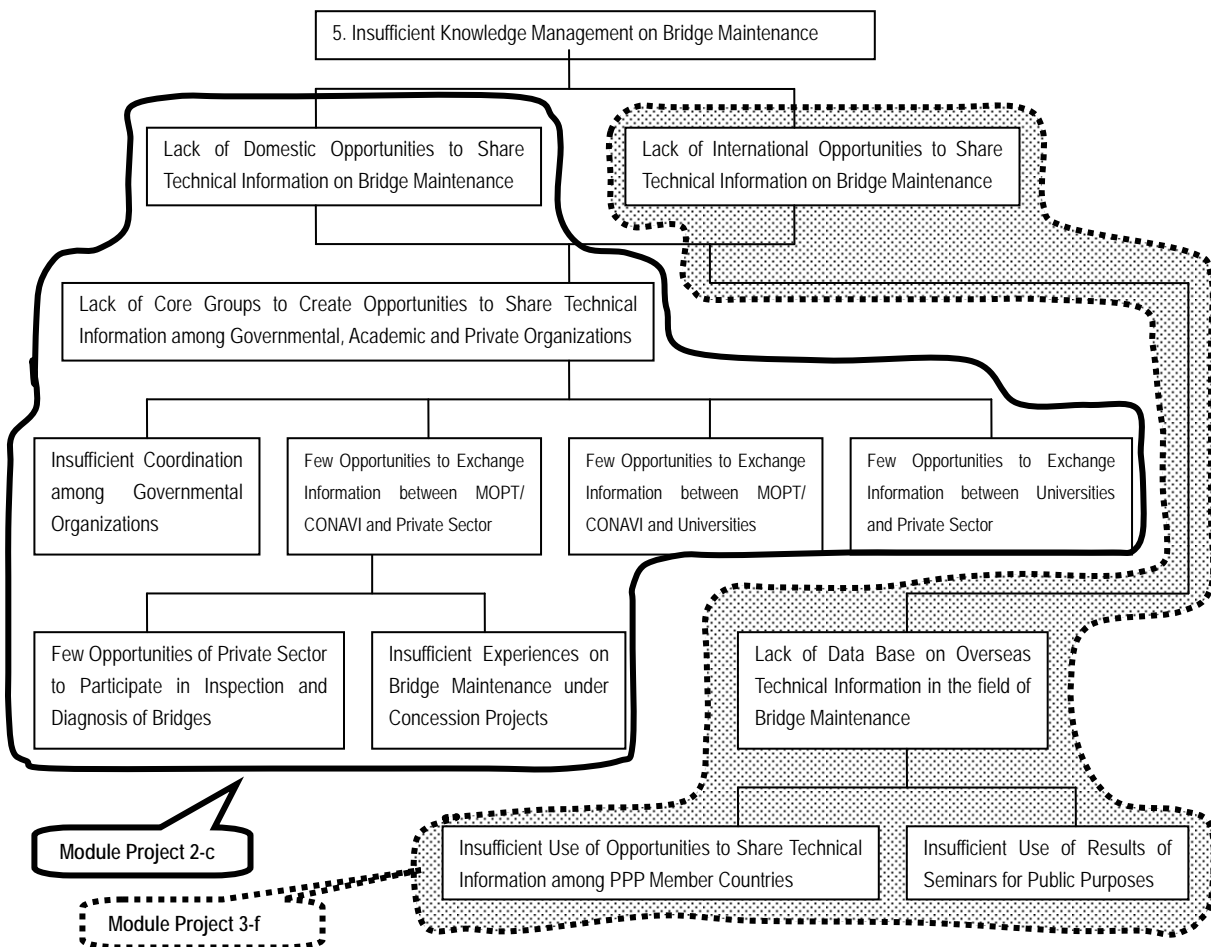 5. Insufficient Knowledge Management on Bridge Maintenance
Lack of Domestic Opportunities to Share
Technical Information on Bridge Maintenance
Lack of International Opportunities to Share
Technical Information on Bridge Maintenance
Lack of Core Groups to Create Opportunities to Share Technical
Information among Governmental, Academic and Private Organizations
Insufficient Coordination
among Governmental
Organizations
Few Opportunities to Exchange
Information between MOPT/
CONAVI and Private Sector
Few Opportunities to Exchange
Information between MOPT/
CONAVI and Universities
Few Opportunities to Exchange
Information between Universities
and Private Sector
Few Opportunities of Private Sector
to Participate in Inspection and
Diagnosis of Bridges
Insufficient Experiences on
Bridge Maintenance under
Concession Projects
Lack of Data Base on Overseas
Technical Information in the field of
Bridge Maintenance
Module Project 2-c
Insufficient Use of Opportunities to Share Technical
Information among PPP Member Countries
Insufficient Use of Results of
Seminars for Public Purposes
Module Project 3-f